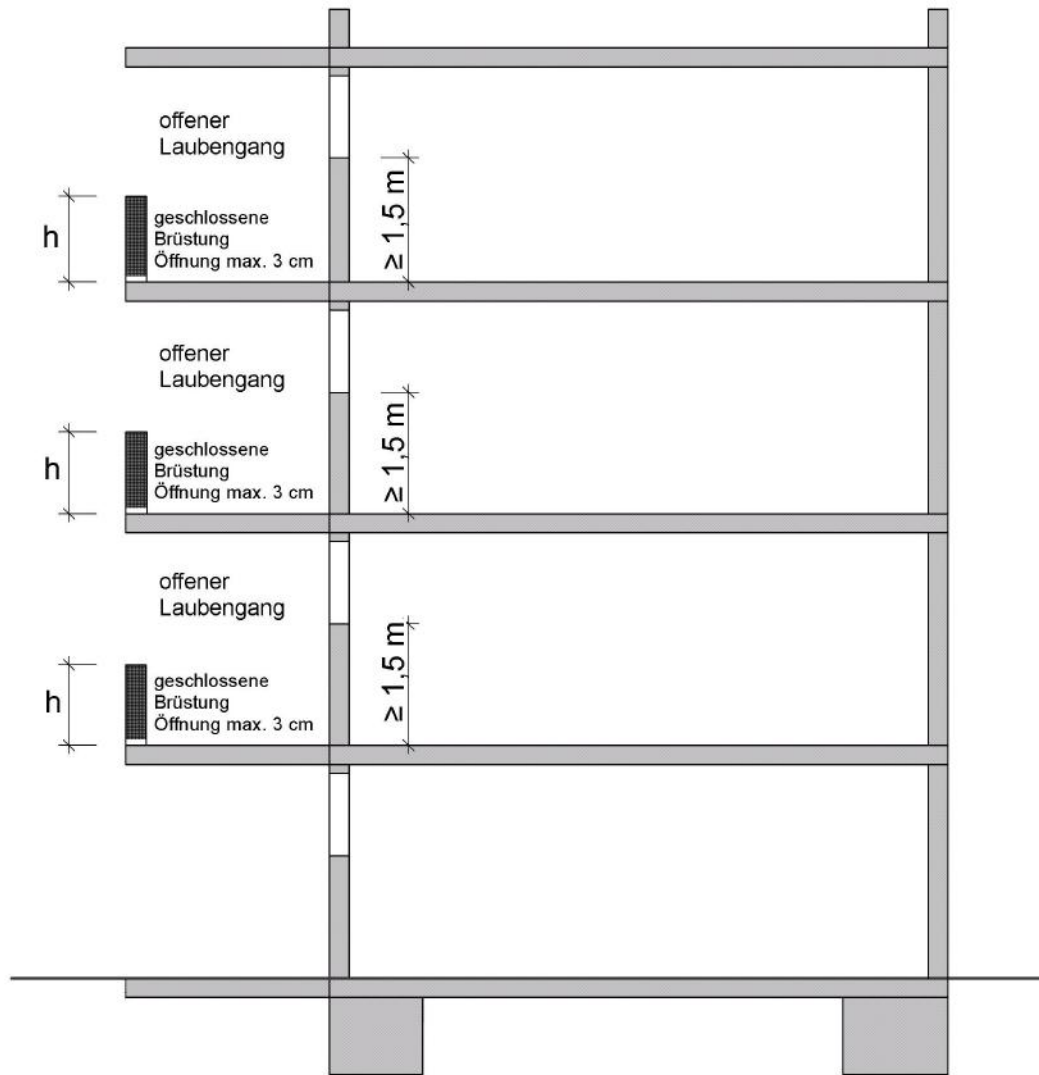 offener
Laubengang
h
geschlossene
Brüstung
Öffnung max. 3 cm
≥ 1,5 m
offener
Laubengang
h
geschlossene
Brüstung
Öffnung max. 3 cm
≥ 1,5 m
offener
Laubengang
h
geschlossene
Brüstung
Öffnung max. 3 cm
≥ 1,5 m